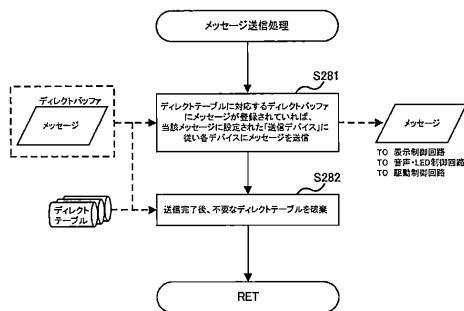 メッセージ送信処理
S281
ディレクトバッファ
メッセージ
ディレクトテーブルに対応するディレクトバッファ
にメッセージが登録されていれば、
当該メッセージに設定された「送信デバイス」に
従い各デバイスにメッセージを送信
メッセージ
TO 表示制御回路
TO 音声・LED制御回路
TO 駆動制御回路
S282
ディレクト
テーブル
送信完了後、不要なディレクトテーブルを破棄
RET